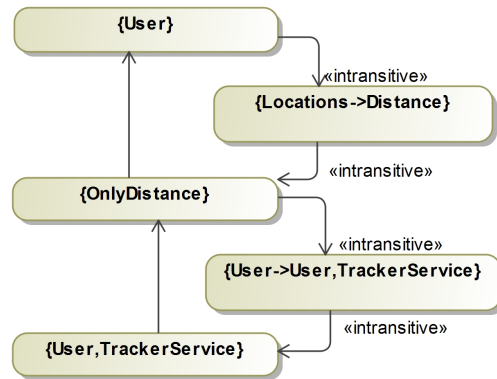 {User}
«intransitive»
{Locations->Distance}
«intransitive»
{OnlyDistance}
«intransitive»
{User->User,TrackerService}
«intransitive»
{User,TrackerService}